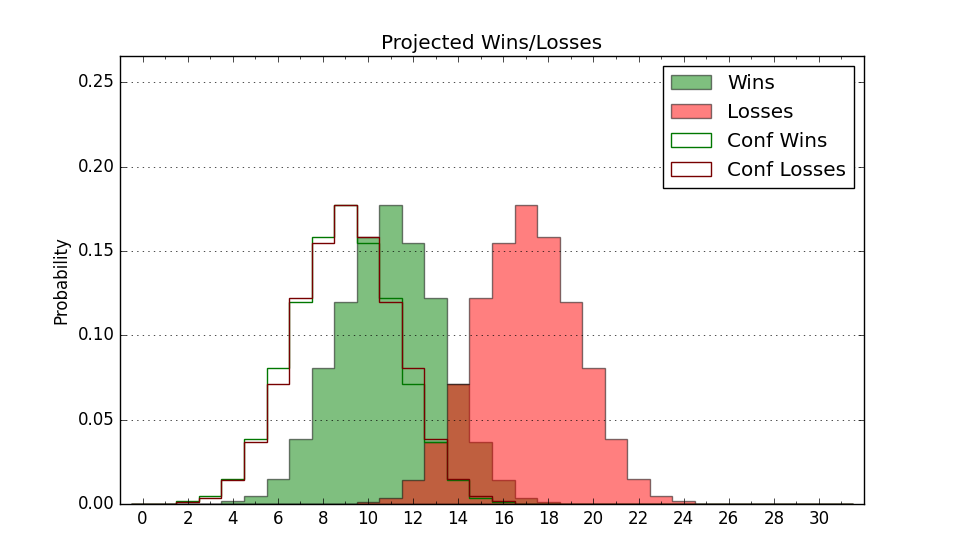 Projected Wins/Losses
Probability
0.25
0.20
0.15
0.10
0.05
0.00
0 2 4 6 8 10 12 14 16 18 20 22 24 26 28 30
Wins
Losses
Conf Wins
Conf Losses